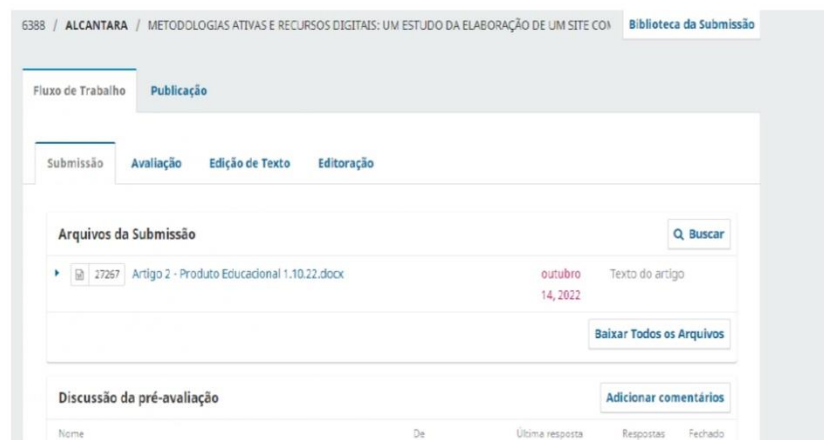 6388 / ALCANTARA / METODOLOGIAS ATIVAS E RECURSOS DIGITAIS: UM ESTUDO DA ELABORAÇÃO DE UM SITE COM Biblioteca da Submissão
Fluxo de Trabalho Publicação
Submissão Avaliação Edição de Texto Editoração
Arquivos da Submissão Buscar
27267 Artigo 2 - Produto Educacional 1.10.22.docx outubro Texto do artigo
14, 2022
Baixar Todos os Arquivos
Discussão da pré-avaliação Adicionar comentários
Nome De Última resposta Respostas Fechado